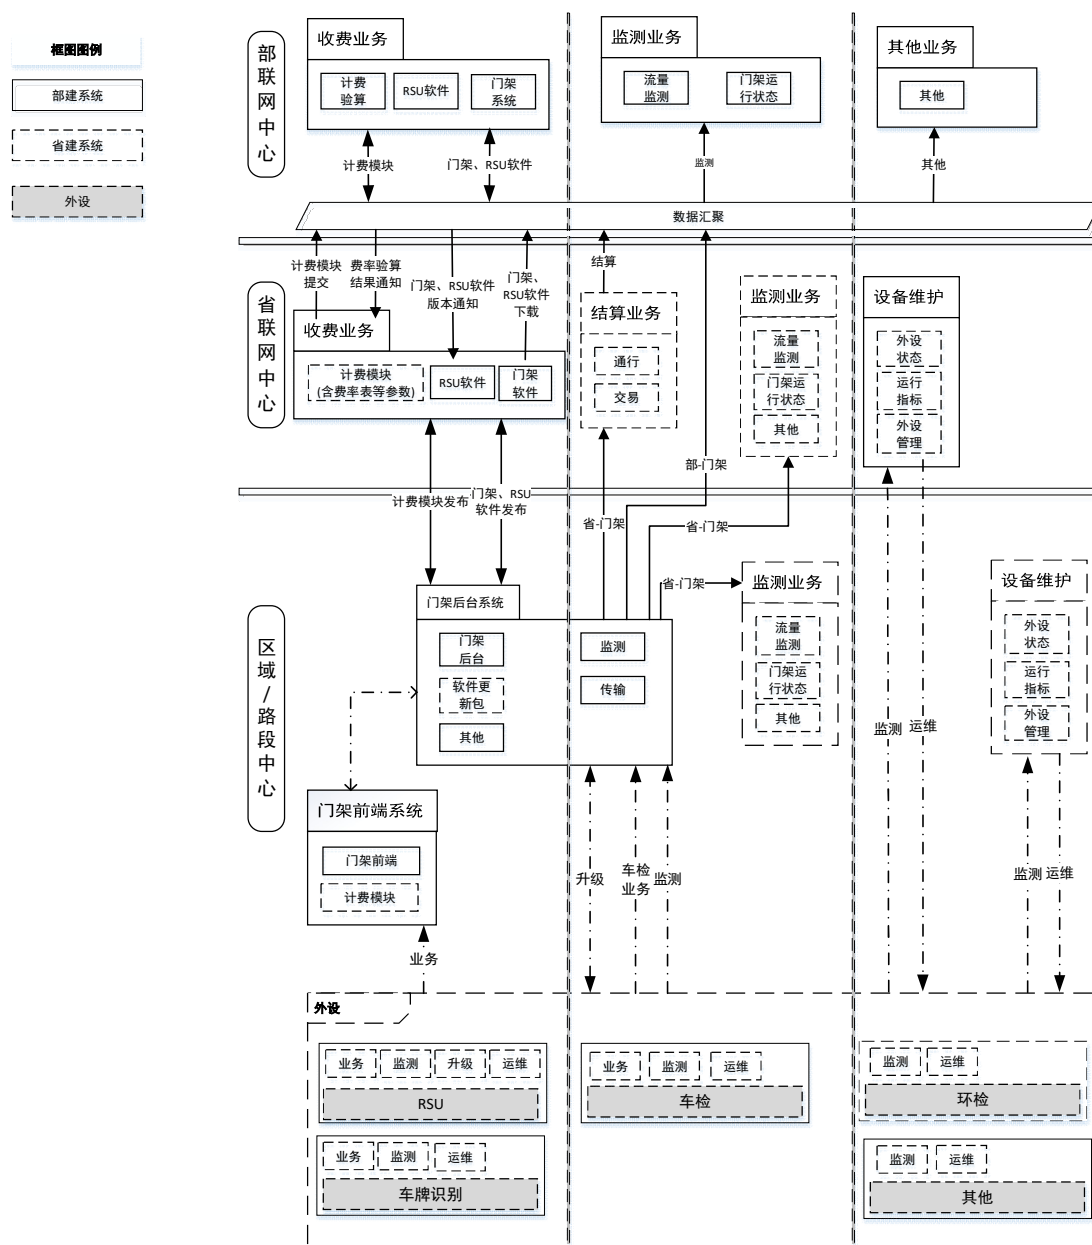 框图图例
部建系统
省建系统
外设
部联网中心
收费业务
计费
验算
RSU软件
门架
系统
监测业务
流量
监测
门架运
行状态
其他业务
其他
计费模块
门架、RSU软件
监测
其他
数据汇聚
省联网中心
计费模块
提交
费率验算
结果通知
门架、RSU软件
版本通知
门架、
RSU软件
下载
结算
收费业务
计费模块
(含费率表等参数)
RSU软件
门架
软件
结算业务
通行
交易
监测业务
流量
监测
门架运
行状态
其他
设备维护
外设
状态
运行
指标
外设
管理
部-门架
计费模块发布
门架、RSU
软件发布
省-门架
省-门架
省-门架
区域/路段中心
门架后台系统
门架
后台
软件更
新包
其他
监测
传输
监测业务
流量
监测
门架运
行状态
其他
设备维护
外设
状态
运行
指标
外设
管理
监测
运维
门架前端系统
门架前端
计费模块
升级
车检
业务
监测
监测
运维
业务
外设
业务
监测
升级
运维
RSU
业务
监测
运维
车检
监测
运维
环检
业务
监测
运维
车牌识别
监测
运维
其他